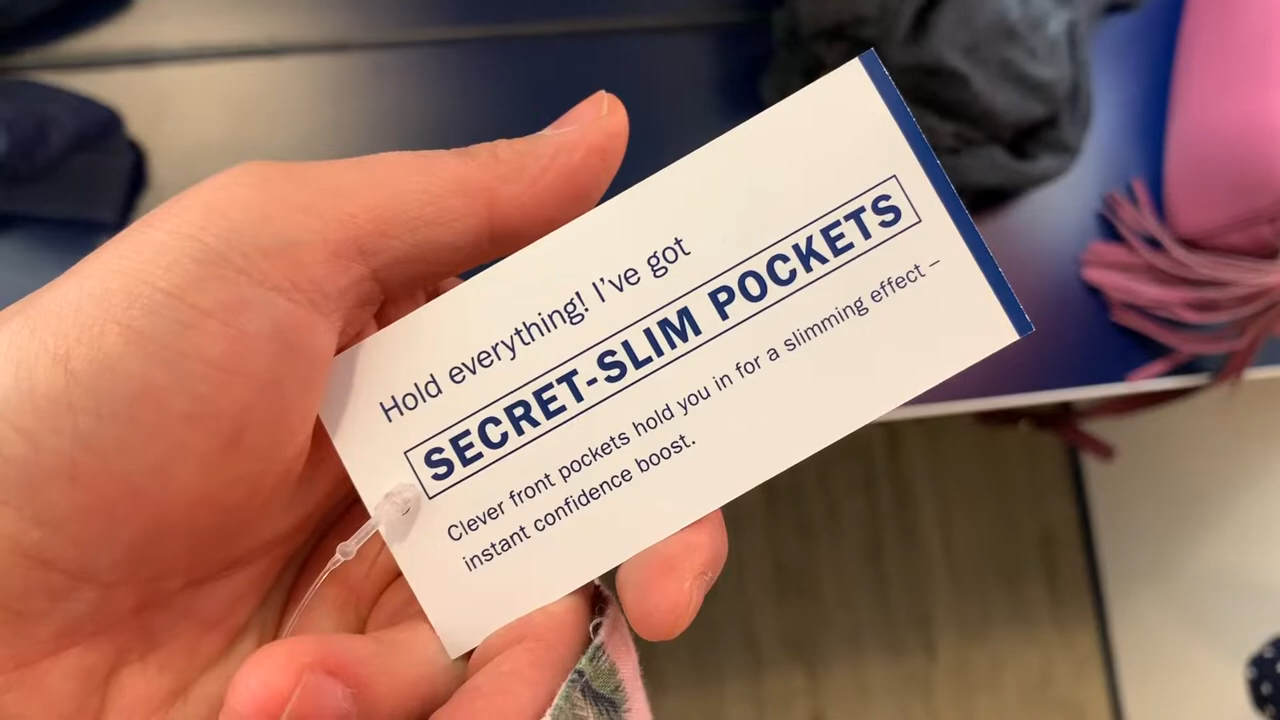 Hold everything! I've got
SECRET-SLIM POCKETS
Clever front pockets hold you in for a slimming effect –
instant confidence boost.